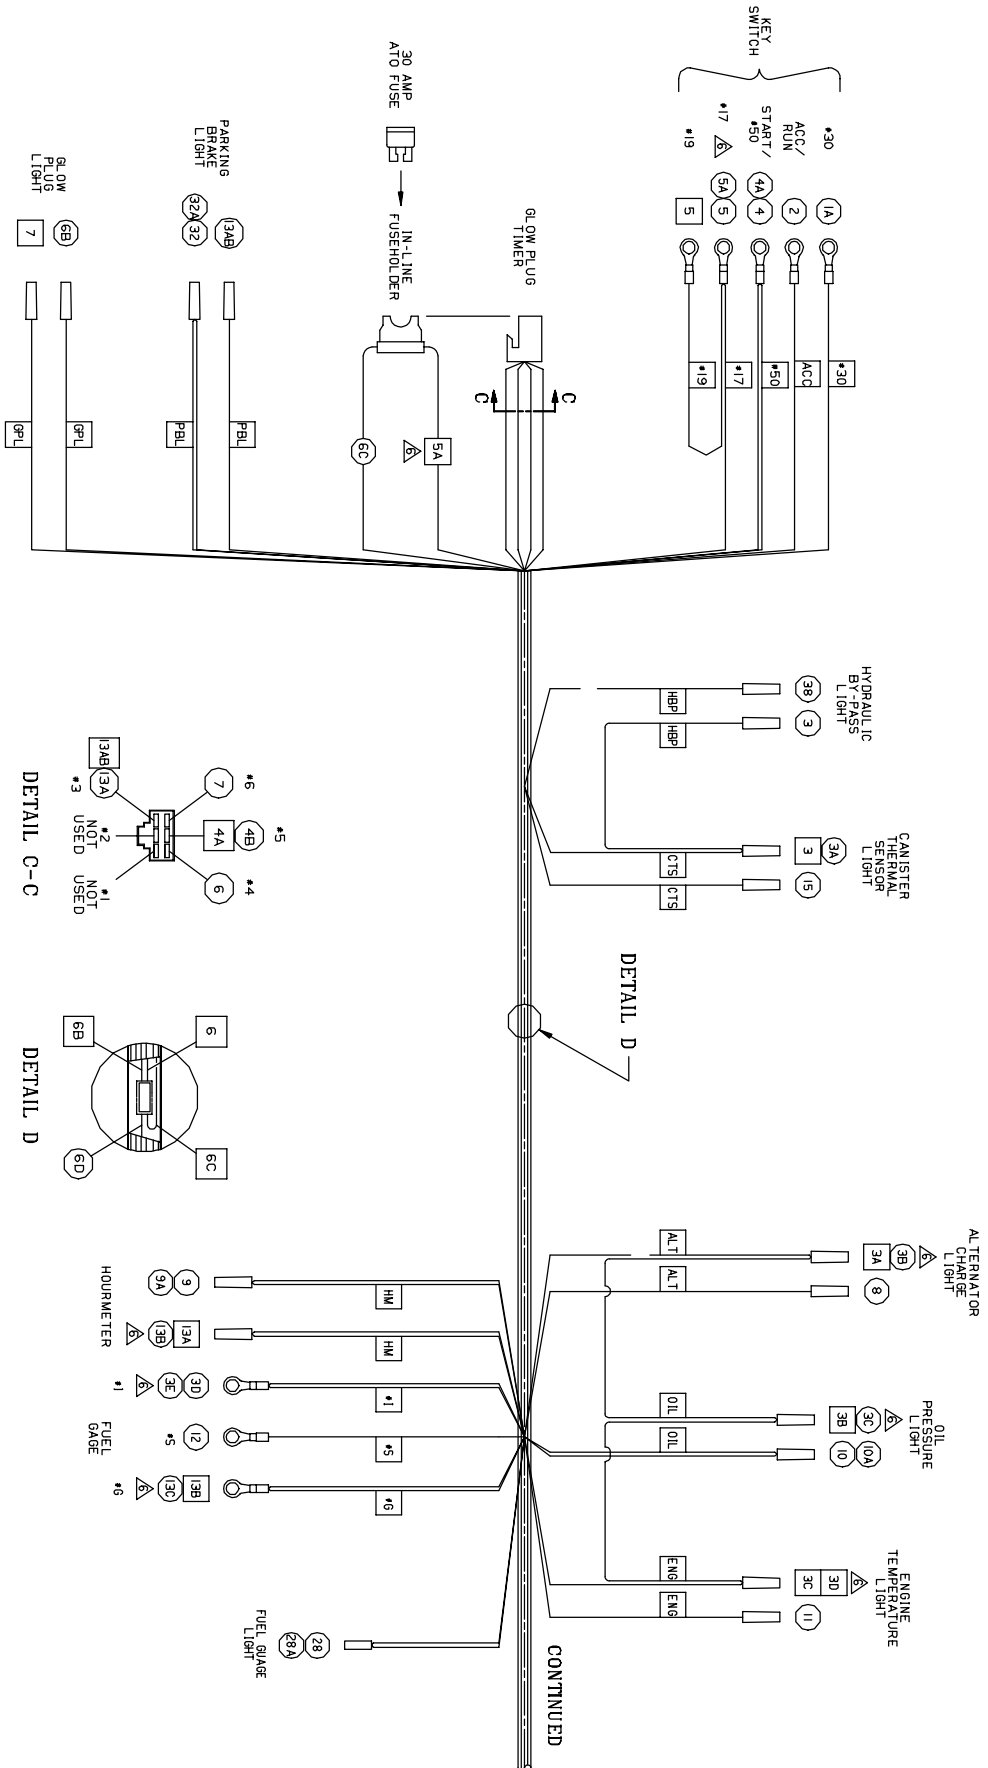 KEY
SWITCH
*30
ACC/
RUN
START/
*50
*17
6
*19
1A
2
4A
4
5A
5
5
*30
ACC
*50
*17
*19
GLOW PLUG
TIMER
C
C
30 AMP
ATO FUSE
IN-LINE
FUSEHOLDER
5A
6
6C
PARKING
BRAKE
LIGHT
13AB
32A
32
PBL
PBL
GLOW
PLUG
LIGHT
6B
7
GPL
GPL
HYDRAULIC
BY-PASS
LIGHT
38
3
HBP
HBP
CANISTER
THERMAL
SENSOR
LIGHT
3A
3
15
CTS
CTS
DETAIL D
*6
*5
*4
7
4B
4A
6
13AB
13A
*3
*2
NOT
USED
*1
NOT
USED
DETAIL C-C
6
6C
6B
6D
DETAIL D
ALTERNATOR
CHARGE
LIGHT
6
3B
3A
8
ALT
ALT
OIL
PRESSURE
LIGHT
6
3C
3B
10A
10
OIL
OIL
ENGINE
TEMPERATURE
LIGHT
6
3D
3C
11
ENG
ENG
HOURMETER
9
9A
HM
13A
13B
6
HM
FUEL
GAGE
3D
3E
6
*I
*I
12
*S
*S
13B
13C
6
*G
*G
FUEL GUAGE
LIGHT
28
28A
CONTINUED